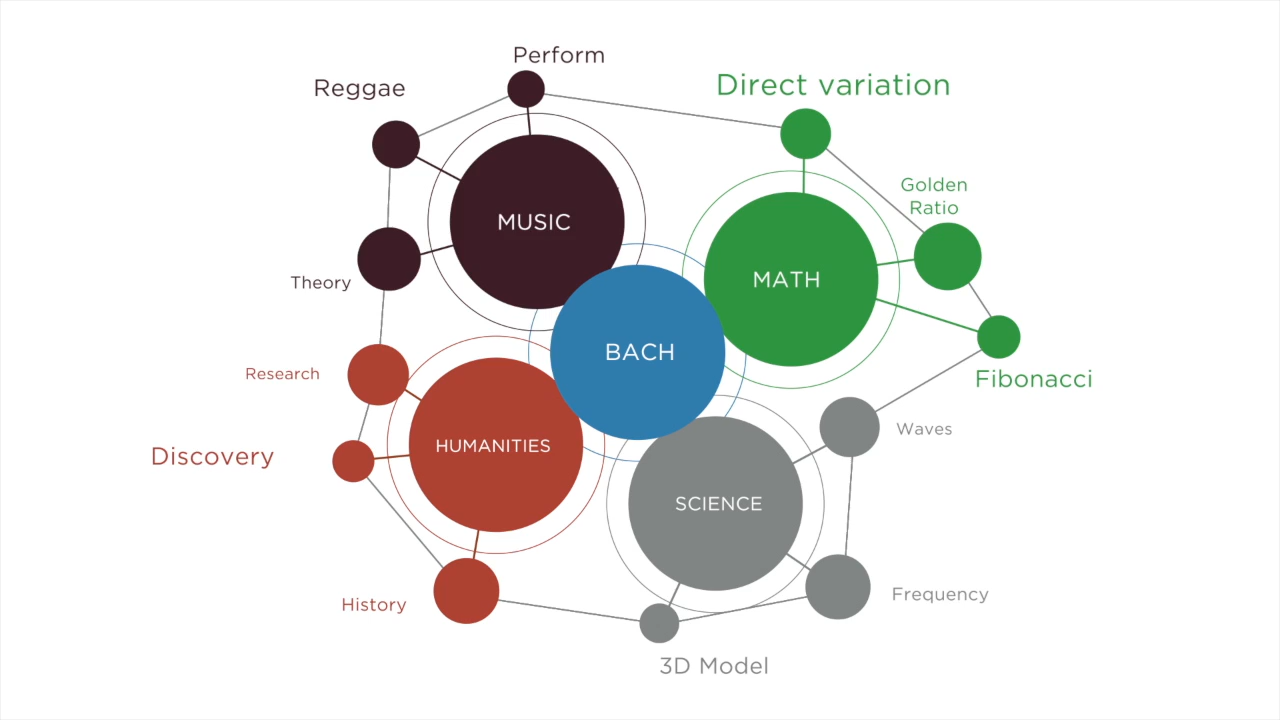 Perform
Reggae
Direct variation
Golden
Ratio
MUSIC
MATH
Theory
BACH
Research
Fibonacci
Waves
HUMANITIES
Discovery
SCIENCE
Frequency
History
3D Model